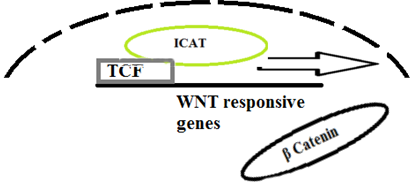 ICAT
TCF
WNT responsive
genes
β Catenin